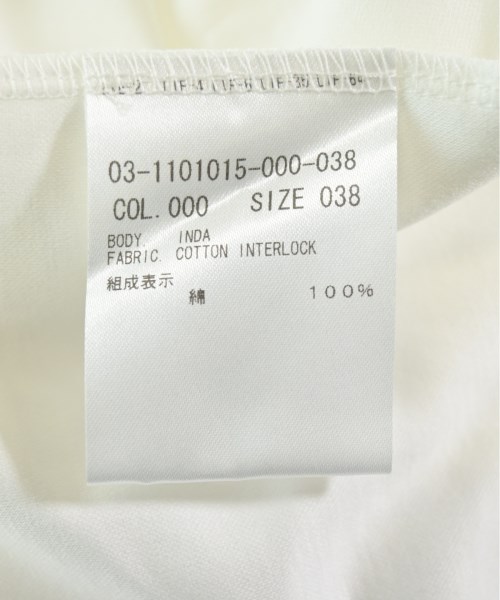 03-1101015-000-038
COL. 000 SIZE 038
BODY. INDA
FABRIC. COTTON INTERLOCK
組成表示
綿 100%